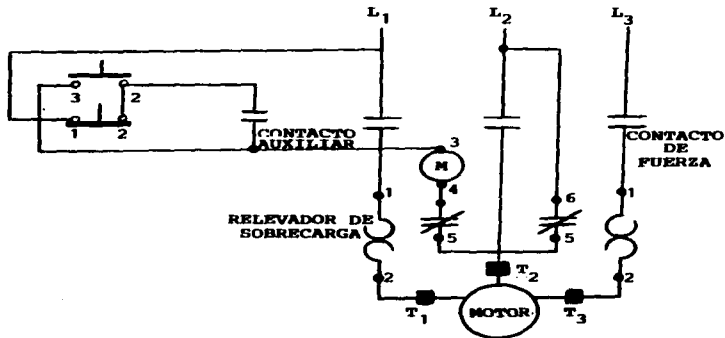 L1 L2 L3
3 2
1 2
CONTACTO
AUXILIAR
3
M
4
CONTACTO
DE
FUERZA
1 6 1
RELEVADOR DE
SOBRECARGA
5 5
2 T2 2
T1 MOTOR T3